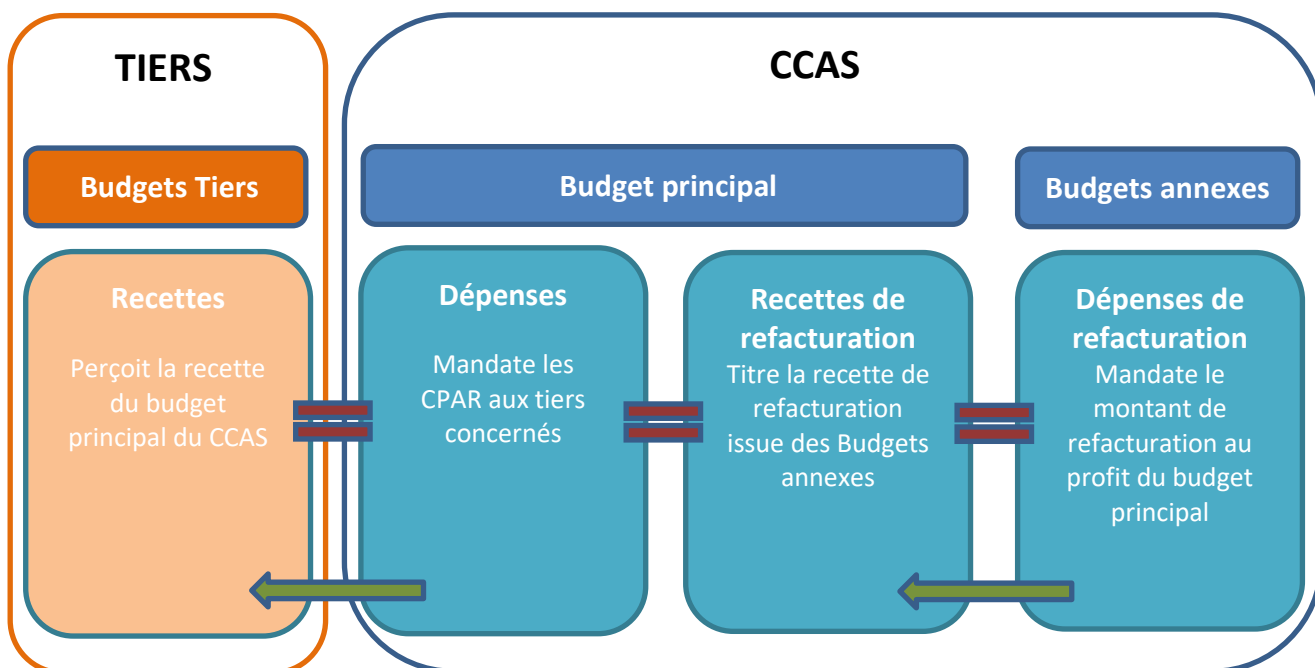 TIERS
CCAS
Budgets Tiers
Budget principal
Budgets annexes
Recettes
Perçoit la recette
du budget
principal du CCAS
Dépenses
Mandate les
CPAR aux tiers
concernés
Recettes de
refacturation
Titre la recette de
refacturation
issue des Budgets
annexes
Dépenses de
refacturation
Mandate le
montant de
refacturation au
profit du budget
principal